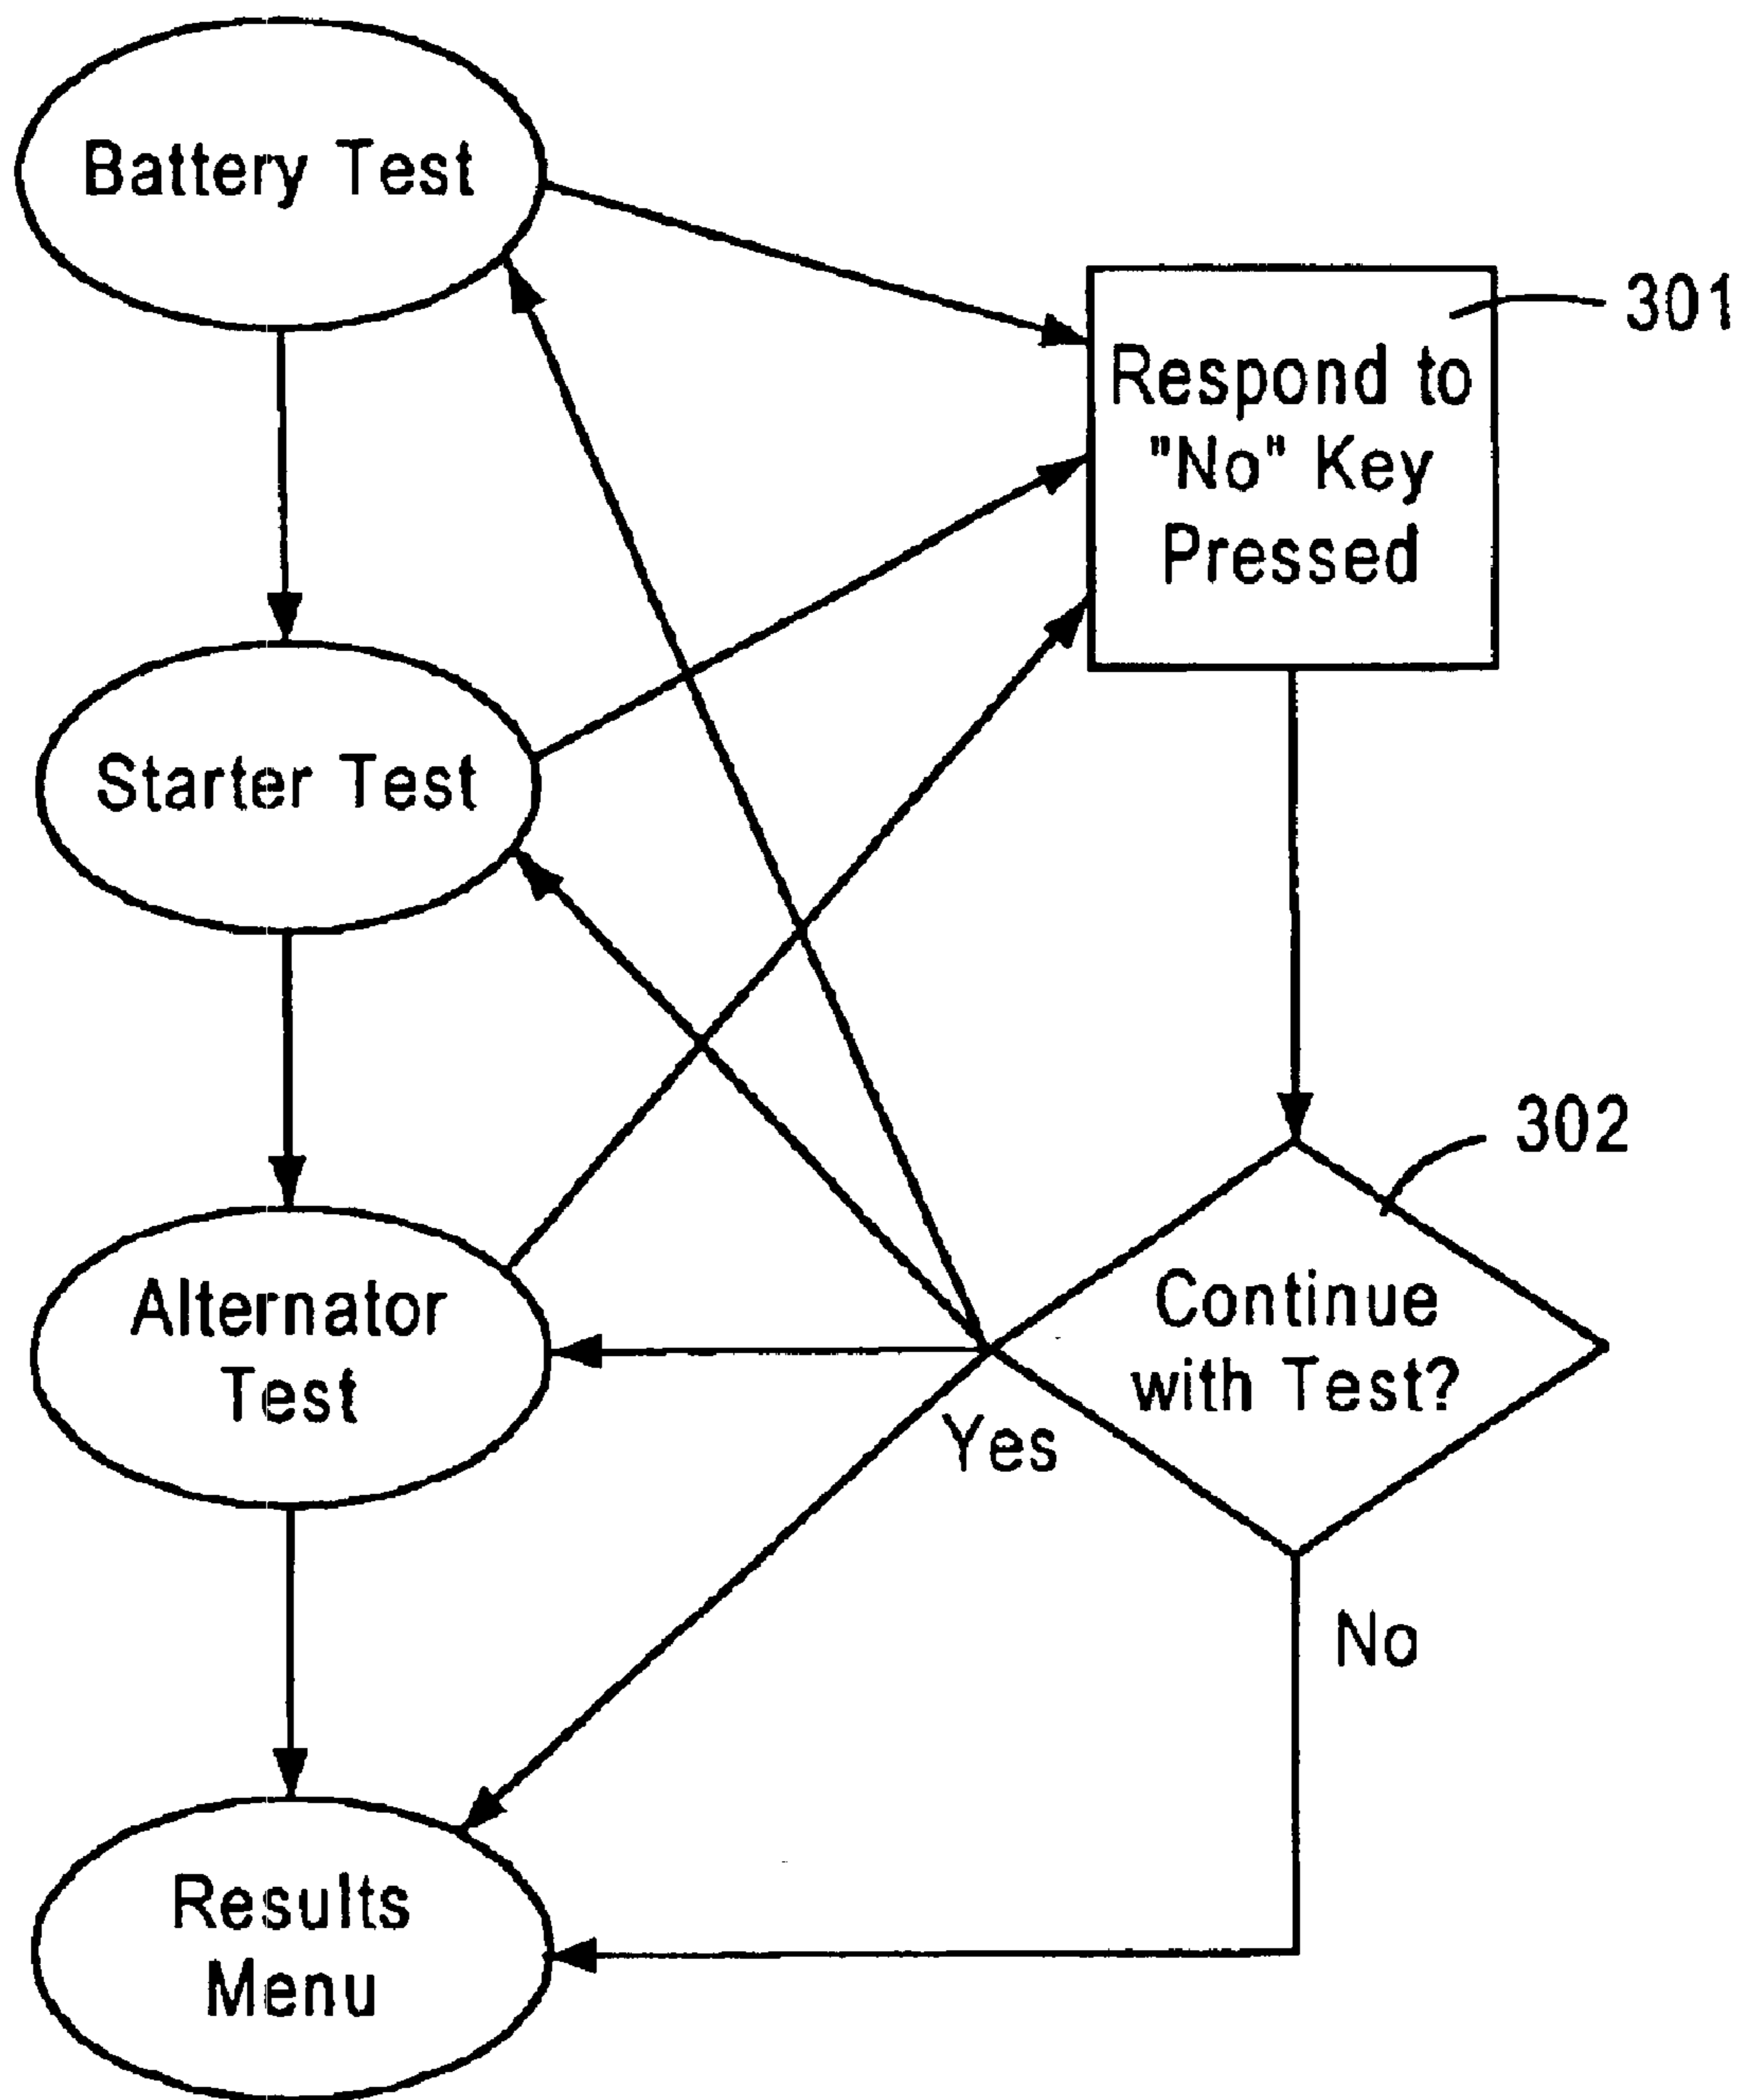 Battery Test
301
Respond to
"No" Key
Pressed
Starter Test
302
Alternator
Test
Continue
with Test?
Yes
No
Results
Menu